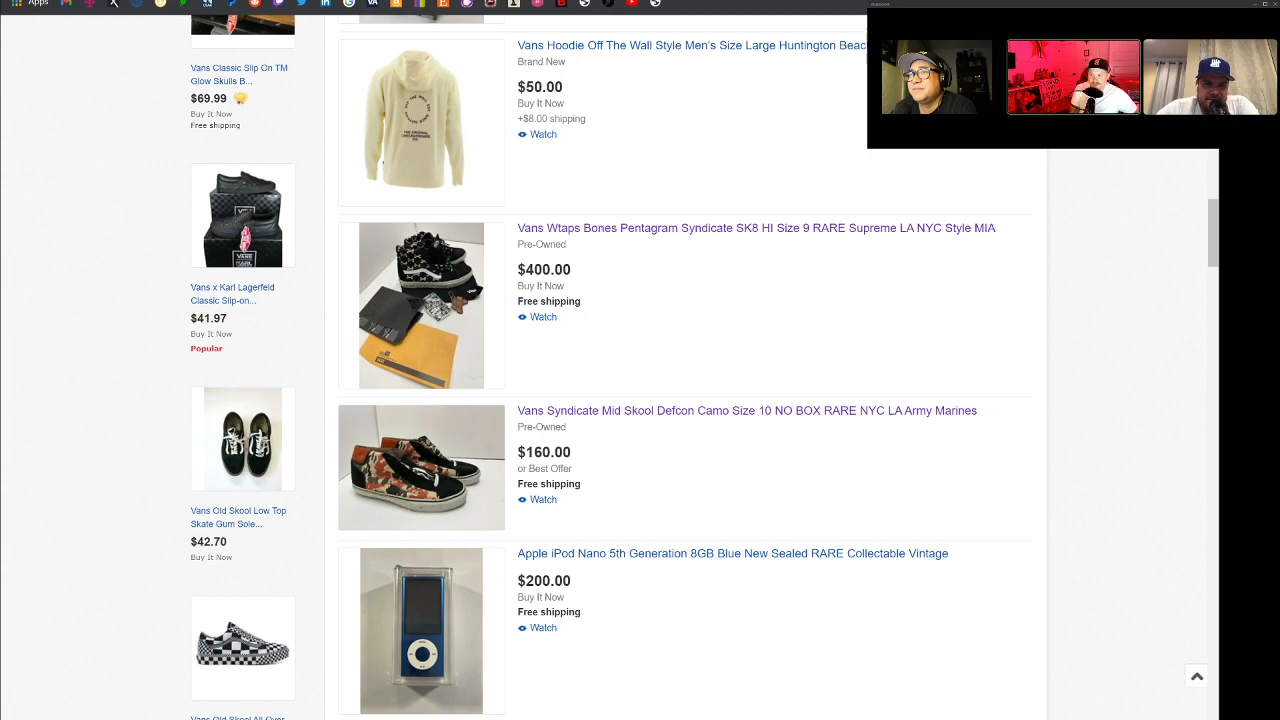 Apps
Vans Classic Slip On TM
Glow Skulls B...
$69.99
Buy It Now
Free shipping
VANS
KARL
Vans x Karl Lagerfeld
Classic Slip-on...
$41.97
Buy It Now
Popular
Vans Old Skool Low Top
Skate Gum Sole...
$42.70
Buy It Now
Vans Old Skool All Over
Vans Hoodie Off The Wall Style Men's Size Large Huntington Beac
Brand New
$50.00
Buy It Now
+$8.00 shipping
Watch
Vans Wtaps Bones Pentagram Syndicate SK8 HI Size 9 RARE Supreme LA NYC Style MIA
Pre-Owned
$400.00
Buy It Now
Free shipping
Watch
Vans Syndicate Mid Skool Defcon Camo Size 10 NO BOX RARE NYC LA Army Marines
Pre-Owned
$160.00
or Best Offer
Free shipping
Watch
Apple iPod Nano 5th Generation 8GB Blue New Sealed RARE Collectable Vintage
$200.00
Buy It Now
Free shipping
Watch